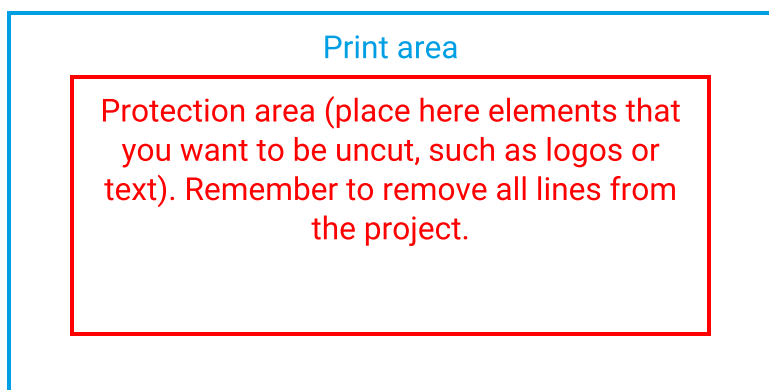 Print area
Protection area (place here elements that
you want to be uncut, such as logos or
text). Remember to remove all lines from
the project.